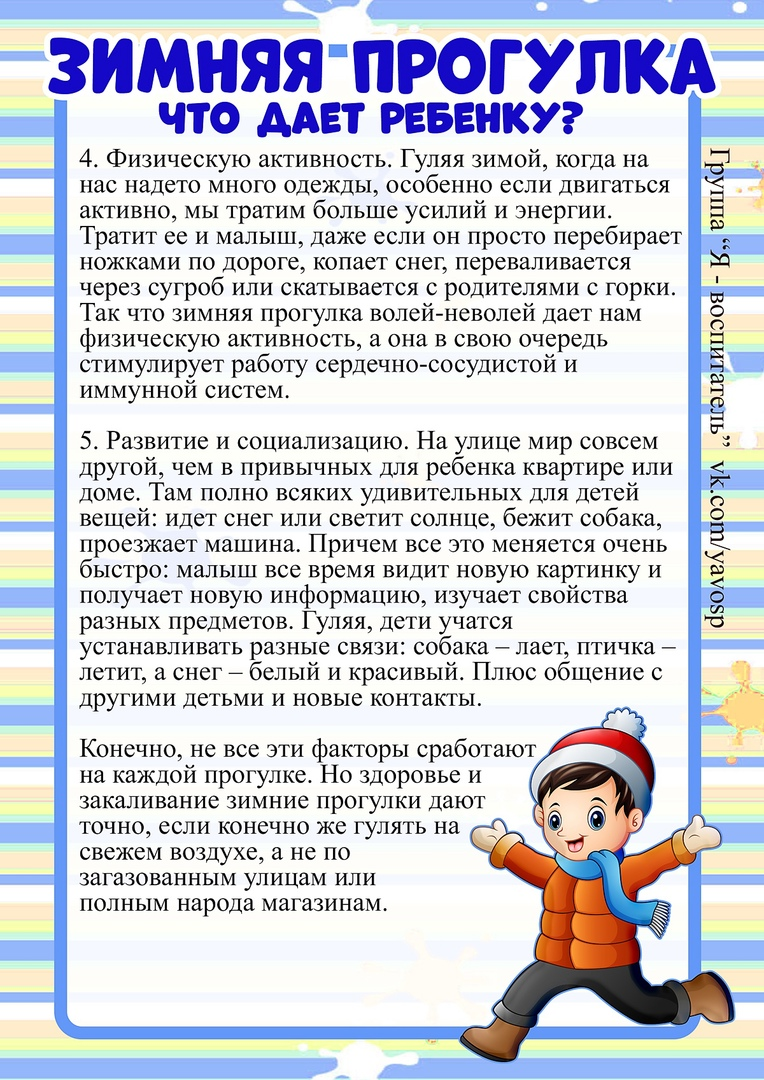 ЗИМНЯЯ ПРОГУЛКА
ЧТО ДАЕТ РЕБЕНКУ?
4. Физическую активность. Гуляя зимой, когда на
нас надето много одежды, особенно если двигаться
активно, мы тратим больше усилий и энергии.
Тратит ее и малыш, даже если он просто перебирает
ножками по дороге, копает снег, переваливается
через сугроб или скатывается с родителями с горки.
Так что зимняя прогулка волей-неволей дает нам
физическую активность, а она в свою очередь
стимулирует работу сердечно-сосудистой и
иммунной систем.
5. Развитие и социализацию. На улице мир совсем
другой, чем в привычных для ребенка квартире или
доме. Там полно всяких удивительных для детей
вещей: идет снег или светит солнце, бежит собака,
проезжает машина. Причем все это меняется очень
быстро: малыш все время видит новую картинку и
получает новую информацию, изучает свойства
разных предметов. Гуляя, дети учатся
устанавливать разные связи: собака – лает, птичка –
летит, а снег – белый и красивый. Плюс общение с
другими детьми и новые контакты.
Конечно, не все эти факторы сработают
на каждой прогулке. Но здоровье и
закаливание зимние прогулки дают
точно, если конечно же гулять на
свежем воздухе, а не по
загазованным улицам или
полным народа магазинам.
Группа “Я - воспитатель” vk.com/yavosp